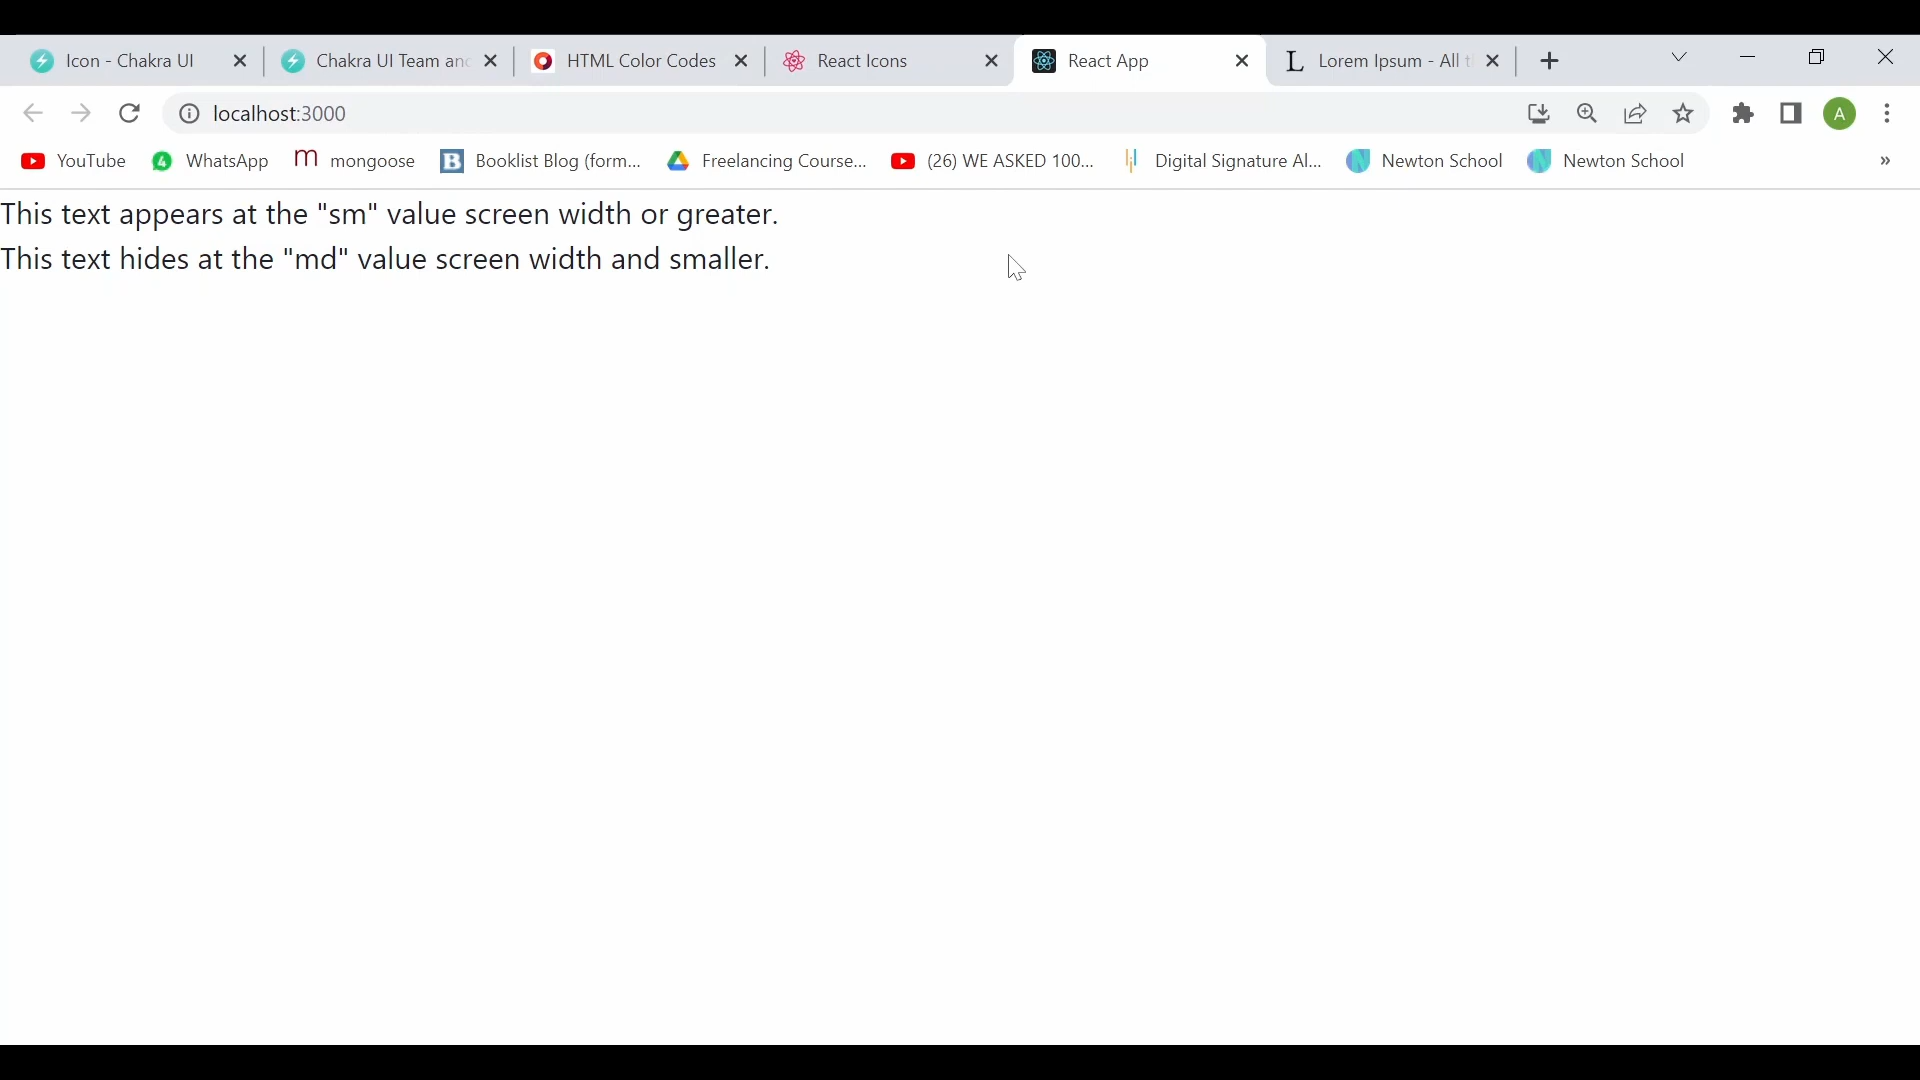 Icon - Chakra UI
Chakra UI Team an
HTML Color Codes
React Icons
React App
L Lorem Ipsum - All t
localhost:3000
A
YouTube
4 WhatsApp
m mongoose
B Booklist Blog (form...
Freelancing Course...
(26) WE ASKED 100...
Digital Signature Al...
N Newton School
N Newton School
»
This text appears at the "sm" value screen width or greater.
This text hides at the "md" value screen width and smaller.